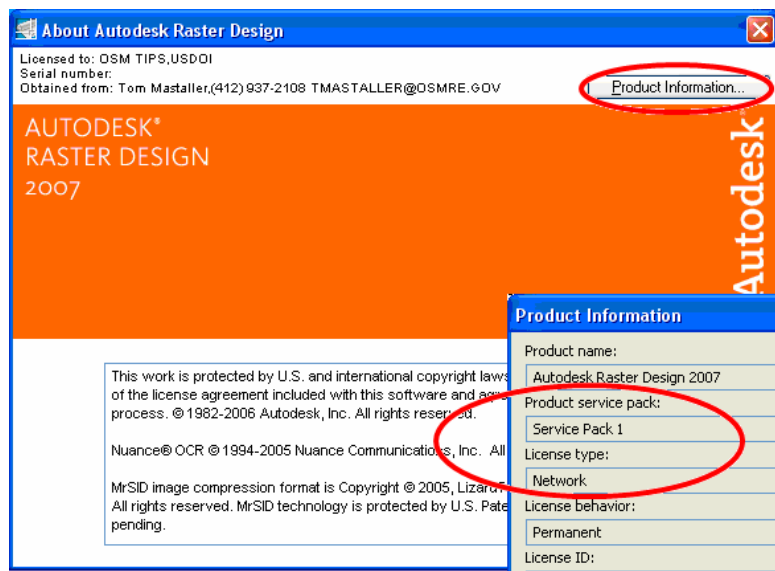 About Autodesk Raster Design
Licensed to: OSM TIPS,USDOI
Serial number:
Obtained from: Tom Mastaller,(412) 937-2108 TMASTALLER@OSMRE.GOV
Product Information...
AUTODESK®
RASTER DESIGN
2007
Autodesk
This work is protected by U.S. and international copyright laws
of the license agreement included with this software and
process. © 1982-2006 Autodesk, Inc. All rights reserved.
Nuance® OCR © 1994-2005 Nuance Communications, Inc. All
MrSID image compression format is Copyright © 2005,
All rights reserved. MrSID technology is protected by U.S.
pending.
Product Information
Product name:
Autodesk Raster Design 2007
Product service pack:
Service Pack 1
License type:
Network
License behavior:
Permanent
License ID: